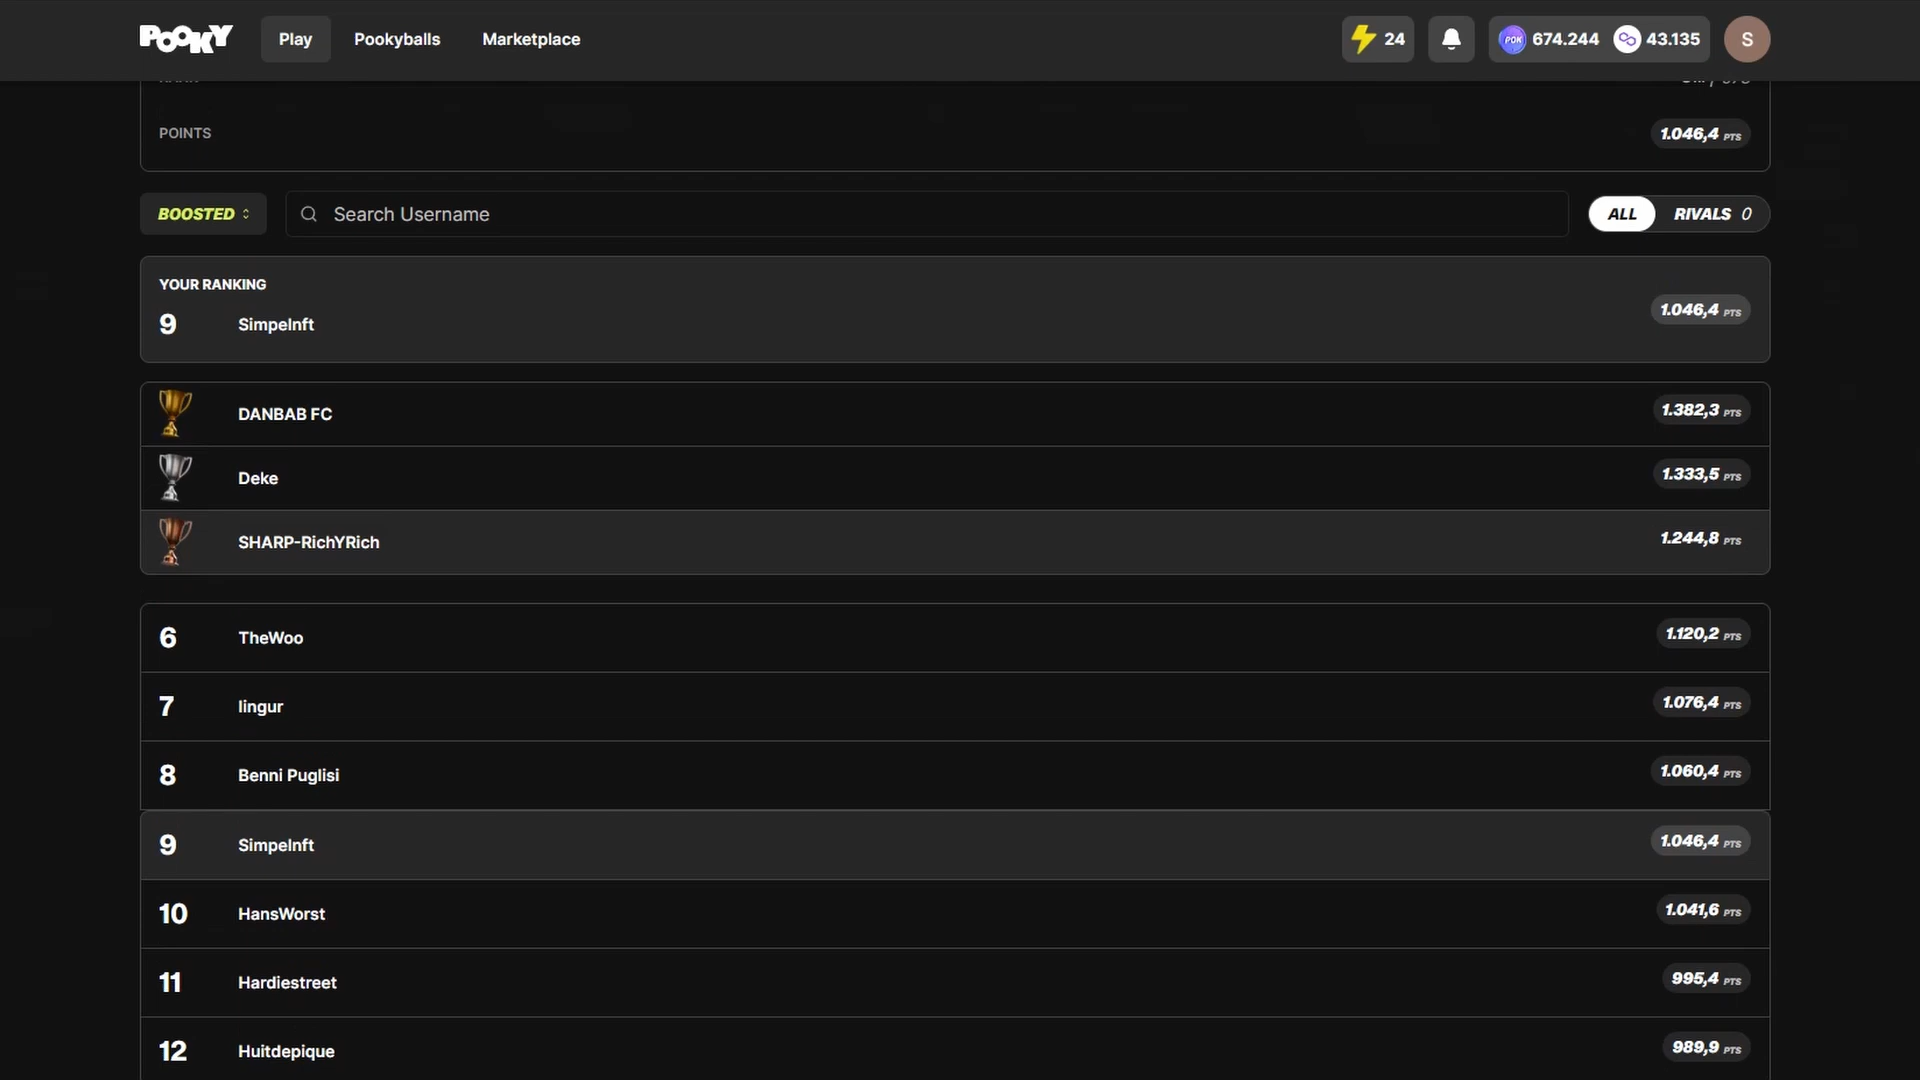 POOKY Play Pookyballs Marketplace 24 POK 674.244 43.135 S
POINTS 1.046,4 PTS
BOOSTED Search Username ALL RIVALS 0
YOUR RANKING
9 SimpeInft 1.046,4 PTS
DANBAB FC 1.382,3 PTS
Deke 1.333,5 PTS
SHARP-RichYRich 1.244,8 PTS
6 TheWoo 1.120,2 PTS
7 lingur 1.076,4 PTS
8 Benni Puglisi 1.060,4 PTS
9 SimpeInft 1.046,4 PTS
10 HansWorst 1.041,6 PTS
11 Hardiestreet 995,4 PTS
12 Huitdepique 989,9 PTS